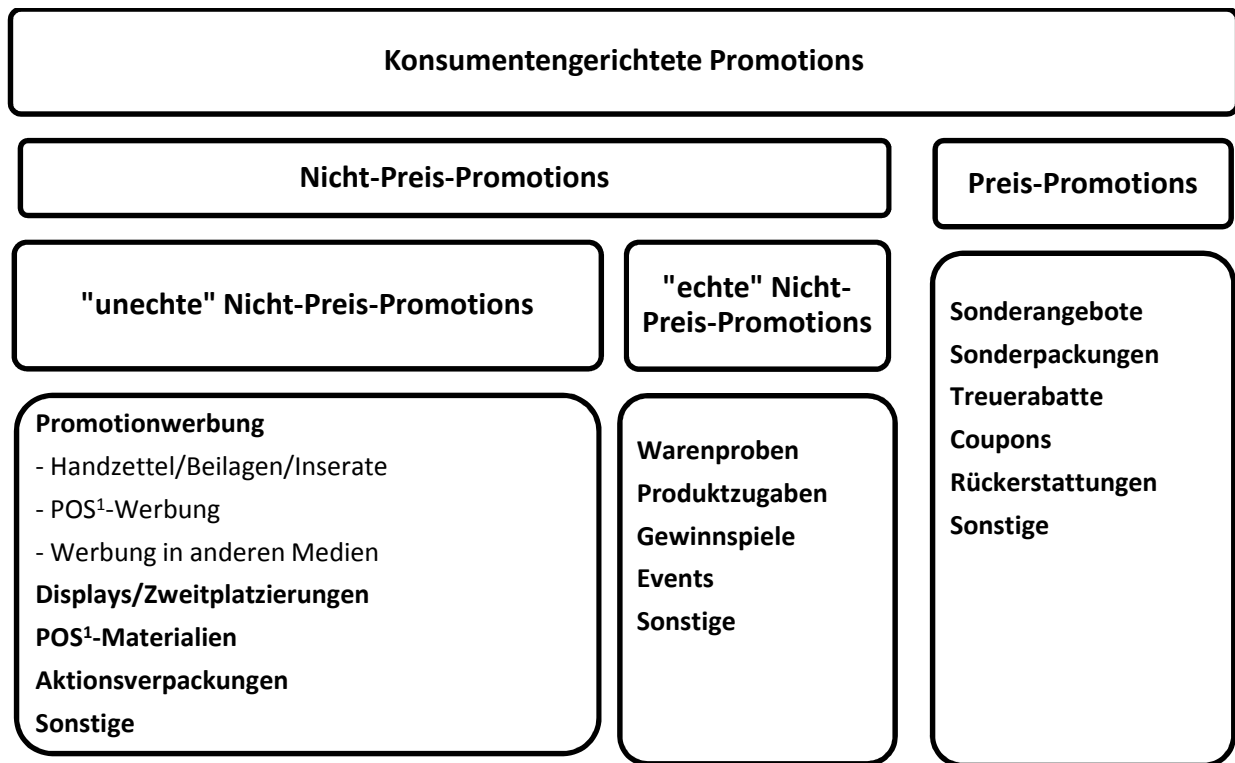 Konsumentengerichtete Promotions
Nicht-Preis-Promotions
Preis-Promotions
"unechte" Nicht-Preis-Promotions
"echte" Nicht-
Preis-Promotions
Promotionwerbung
- Handzettel/Beilagen/Inserate
- POS¹-Werbung
- Werbung in anderen Medien
Displays/Zweitplatzierungen
POS¹-Materialien
Aktionsverpackungen
Sonstige
Warenproben
Produktzugaben
Gewinnspiele
Events
Sonstige
Sonderangebote
Sonderpackungen
Treuerabatte
Coupons
Rückerstattungen
Sonstige